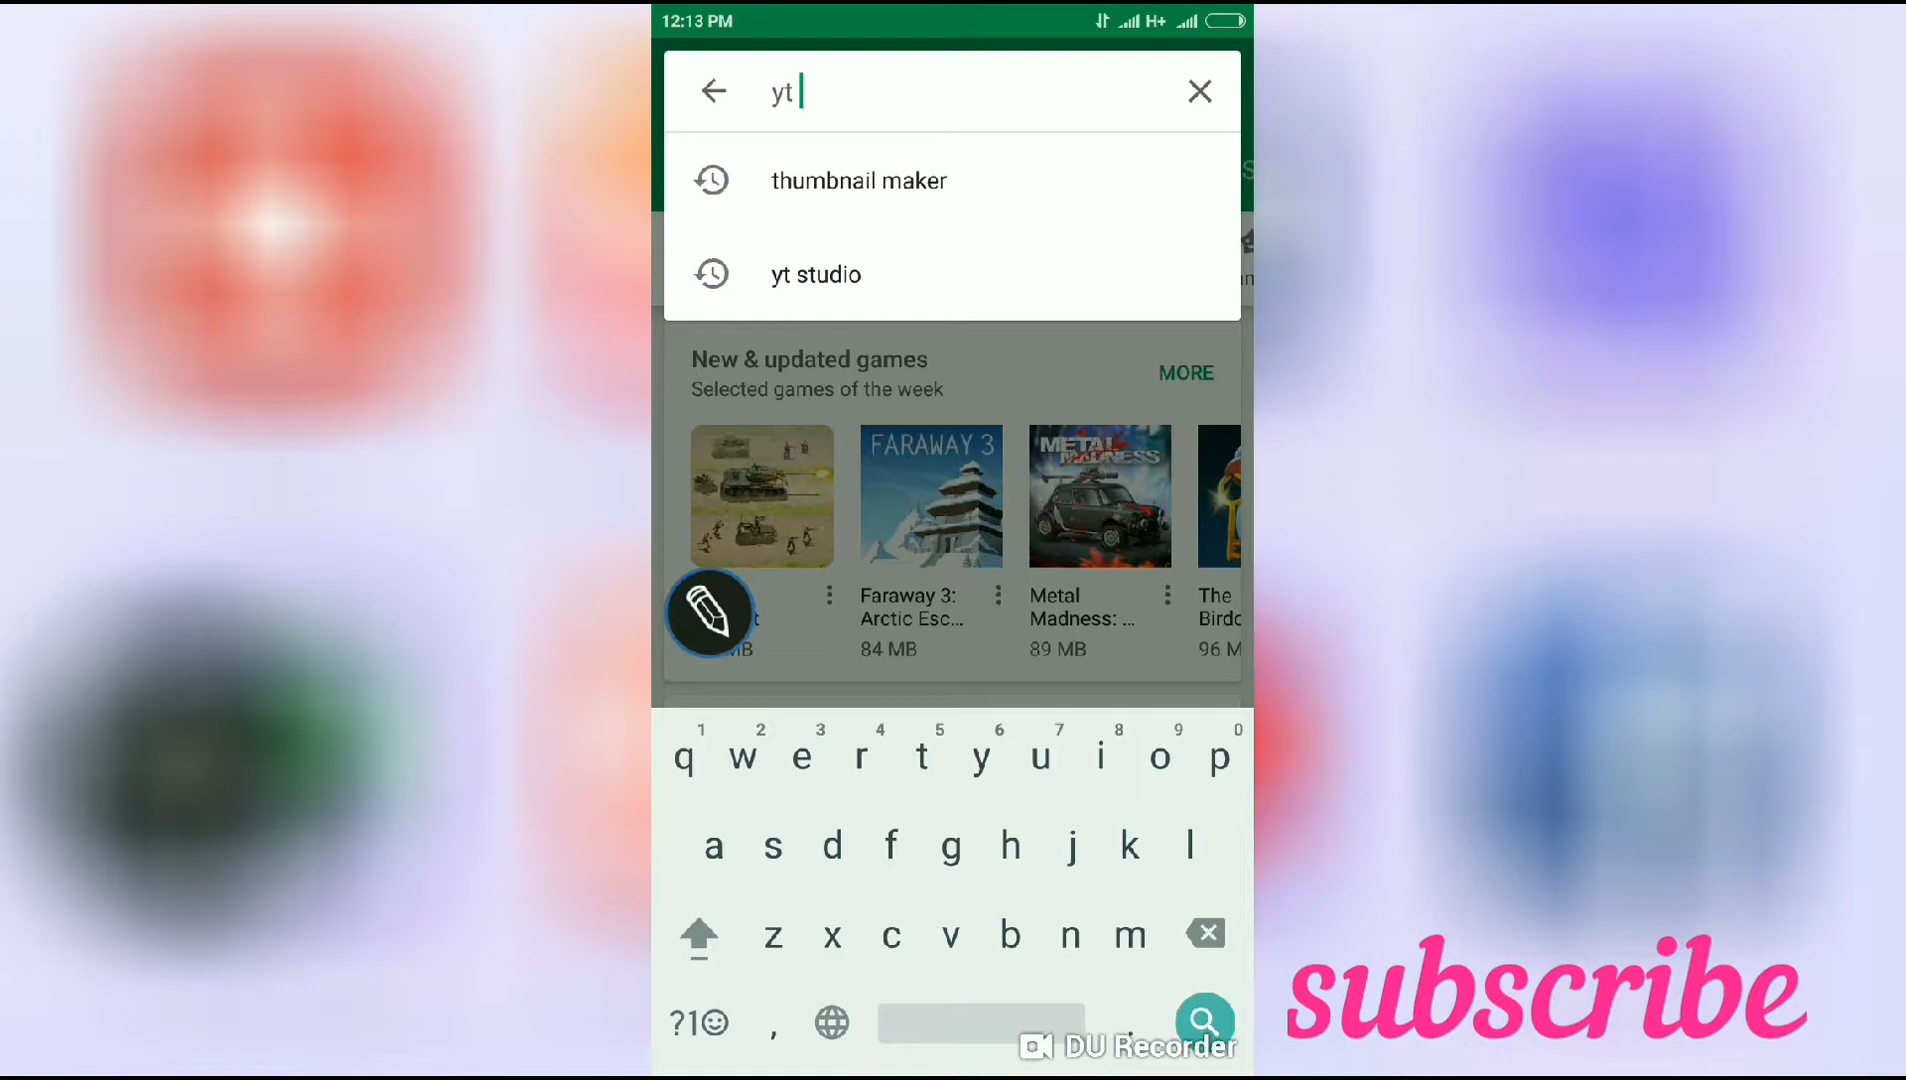 12:13 PM
H+
yt
thumbnail maker
yt studio
New & updated games
MORE
Selected games of the week
FARAWAY 3
METAL
MADNESS
Faraway 3:
Arctic Esc...
84 MB
Metal
Madness: ...
89 MB
The
96 M
MB
1 2 3 4 5 6 7 8 9 0
q w e r t y u i o p
a s d f g h j k l
z x c v b n m
?1☺ , .
DU Recorder
subscribe